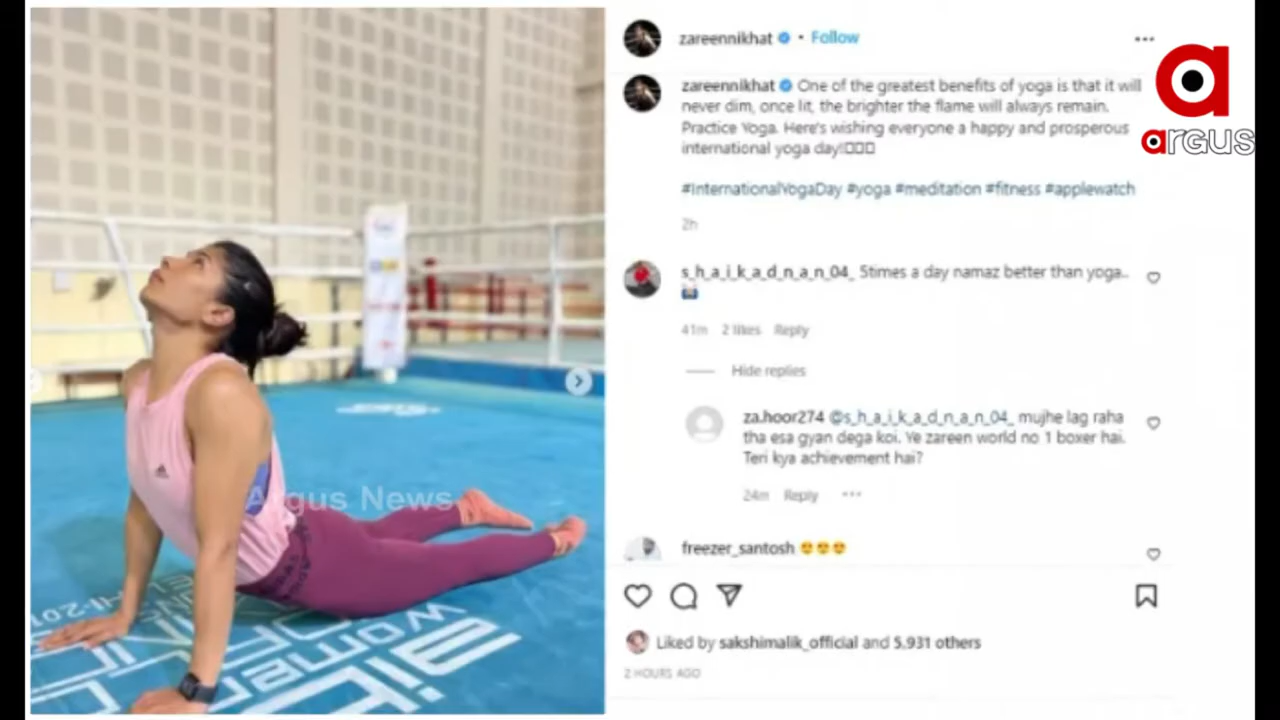 zareennikhat • Follow
argus
zareennikhat One of the greatest benefits of yoga is that it will
never dim, once lit, the brighter the flame will always remain.
Practice Yoga. Here's wishing everyone a happy and prosperous
international yoga day!
#InternationalYogaDay #yoga #meditation #fitness #applewatch
2h
s_h_a_i_k_a_d_n_a_n_04_ 5times a day namaz better than yoga..
41m 2 likes Reply
Hide replies
za.hoor274 @s_h_a_i_k_a_d_n_a_n_04_ mujhe lag raha
tha esa gyan dega koi. Ye zareen world no 1 boxer hai.
Teri kya achievement hai?
24m Reply
freezer_santosh 😍😍😍
Liked by sakshimalik_official and 5,931 others
2 HOURS AGO
Argus News
adidas
aiba
women